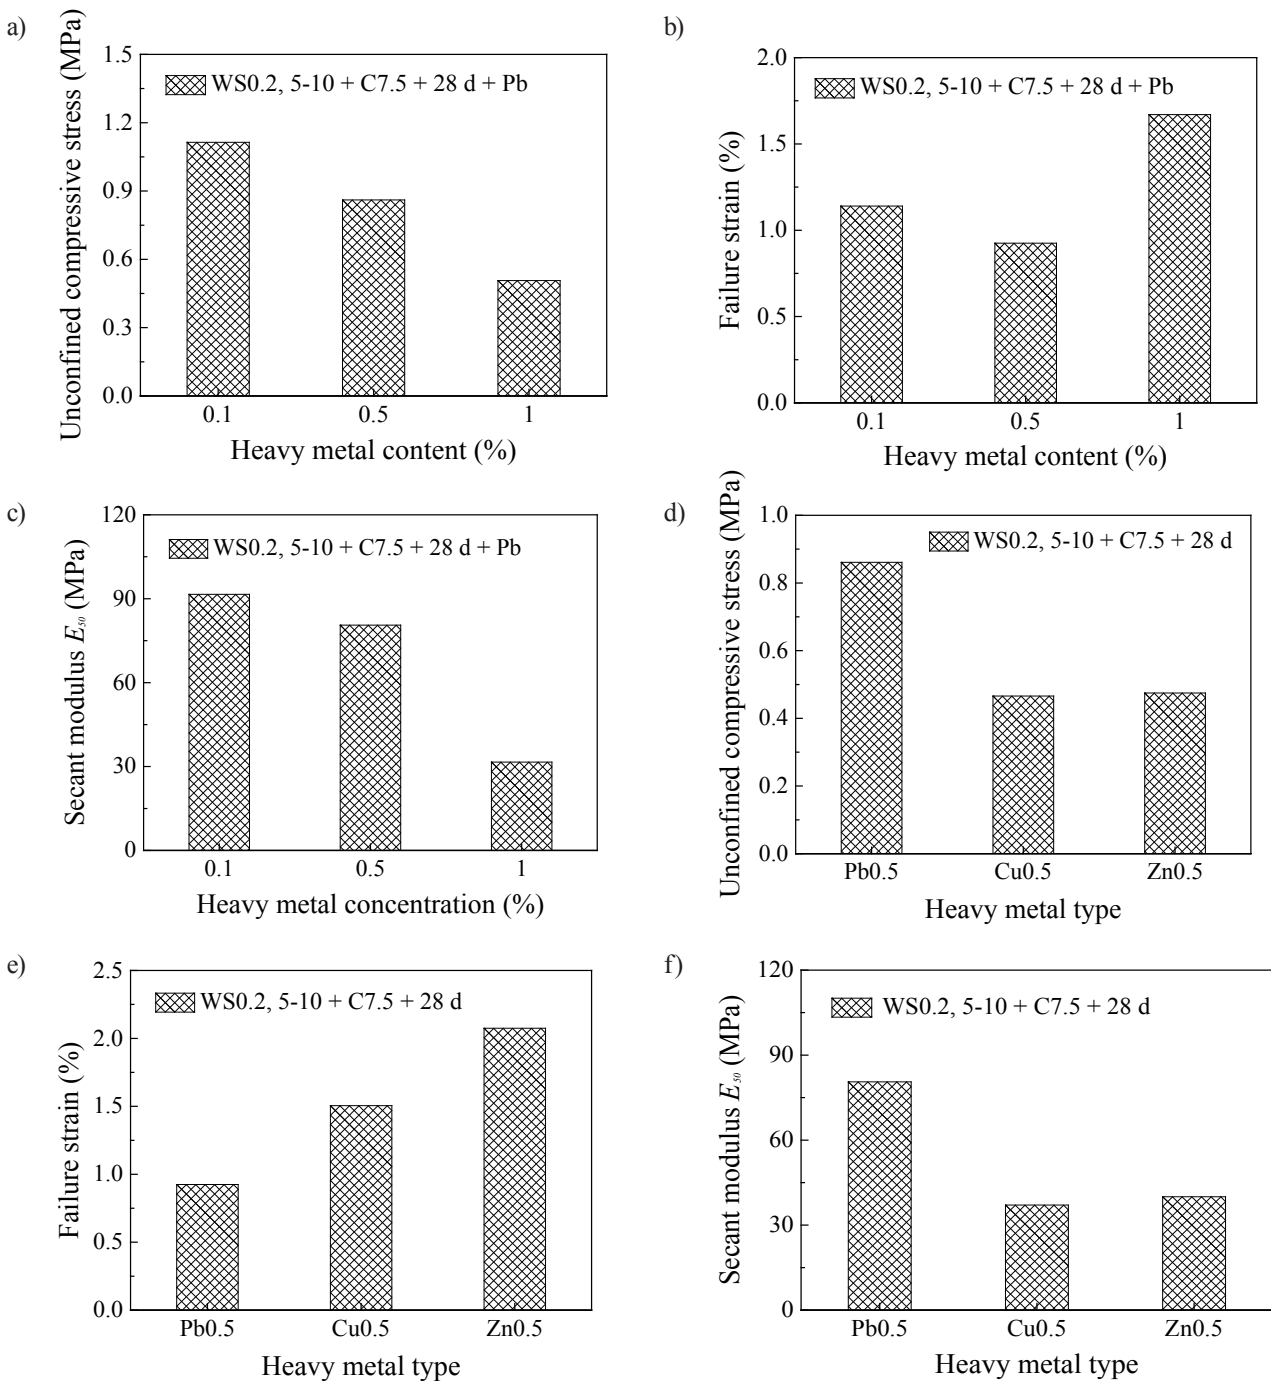 a)
Unconfined compressive stress (MPa)
1.5
1.2
0.9
0.6
0.3
0.0
WS0.2, 5-10 + C7.5 + 28 d + Pb
0.1 0.5 1
Heavy metal content (%)
b)
Failure strain (%)
2.0
1.5
1.0
0.5
0.0
WS0.2, 5-10 + C7.5 + 28 d + Pb
0.1 0.5 1
Heavy metal content (%)
c)
Secant modulus E50 (MPa)
120
90
60
30
0
WS0.2, 5-10 + C7.5 + 28 d + Pb
0.1 0.5 1
Heavy metal concentration (%)
d)
Unconfined compressive stress (MPa)
1.0
0.8
0.6
0.4
0.2
0.0
WS0.2, 5-10 + C7.5 + 28 d
Pb0.5 Cu0.5 Zn0.5
Heavy metal type
e)
Failure strain (%)
2.5
2.0
1.5
1.0
0.5
0.0
WS0.2, 5-10 + C7.5 + 28 d
Pb0.5 Cu0.5 Zn0.5
Heavy metal type
f)
Secant modulus E50 (MPa)
120
90
60
30
0
WS0.2, 5-10 + C7.5 + 28 d
Pb0.5 Cu0.5 Zn0.5
Heavy metal type